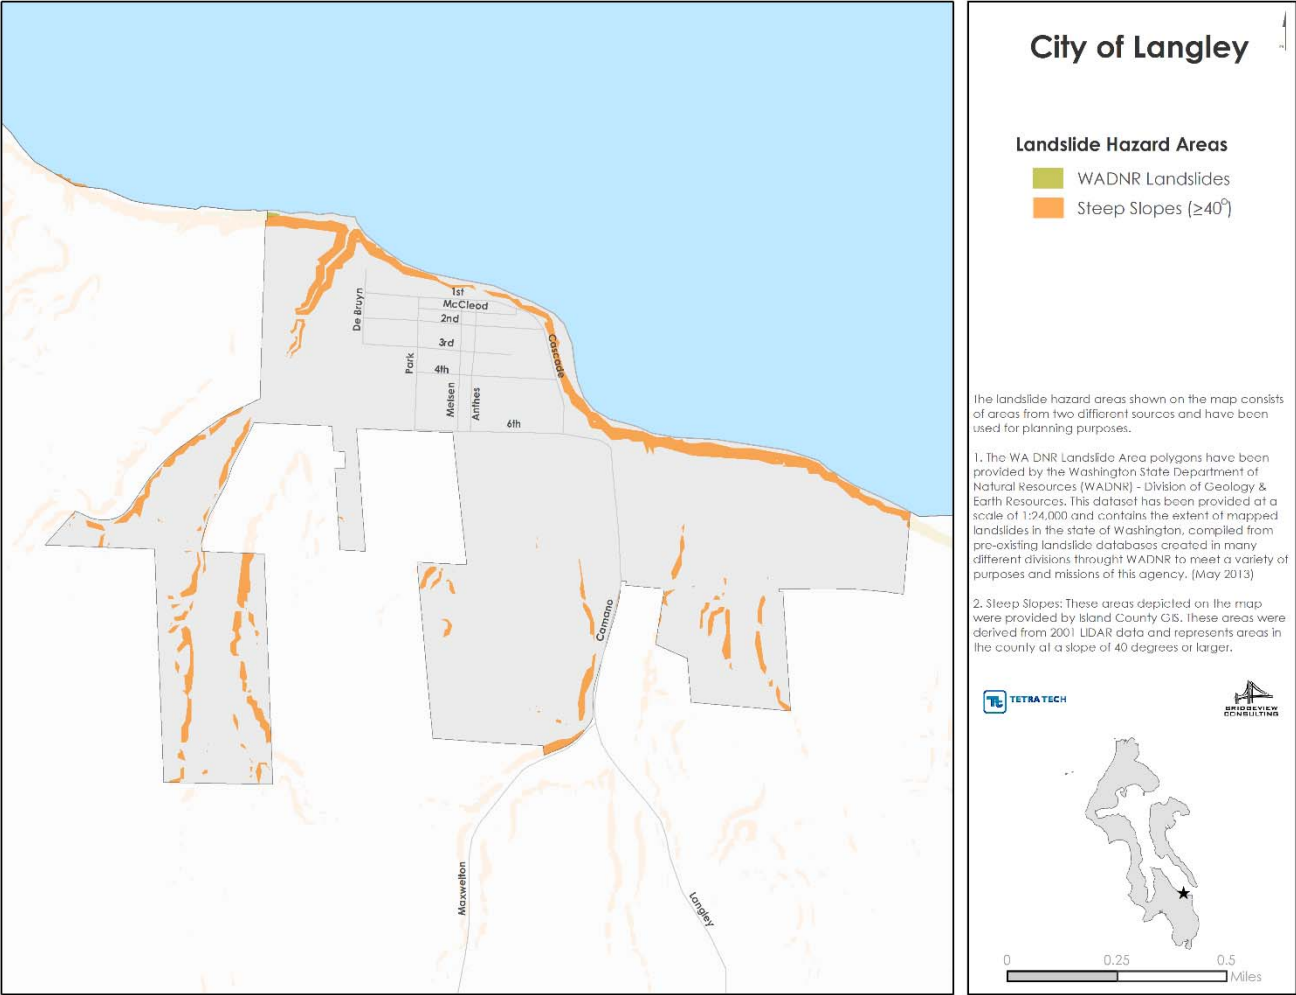 City of Langley
Landslide Hazard Areas
WADNR Landslides
Steep Slopes (≥40°)
1st
McCleod
2nd
De Bruyn
3rd
Cascade
Park
4th
Melsen
Anthes
6th
Camano
Maxwelton
Langley
The landslide hazard areas shown on the map consists
of areas from two different sources and have been
used for planning purposes.
1. The WA DNR Landslide Area polygons have been
provided by the Washington State Department of
Natural Resources (WADNR) - Division of Geology &
Earth Resources. This dataset has been provided at a
scale of 1:24,000 and contains the extent of mapped
landslides in the state of Washington, compiled from
pre-existing landslide databases created in many
different divisions throught WADNR to meet a variety of
purposes and missions of this agency. (May 2013)
2. Steep Slopes: These areas depicted on the map
were provided by Island County GIS. These areas were
derived from 2001 LIDAR data and represents areas in
the county at a slope of 40 degrees or larger.
TETRA TECH
BRIDGEVIEW
CONSULTING
0 0.25 0.5
Miles